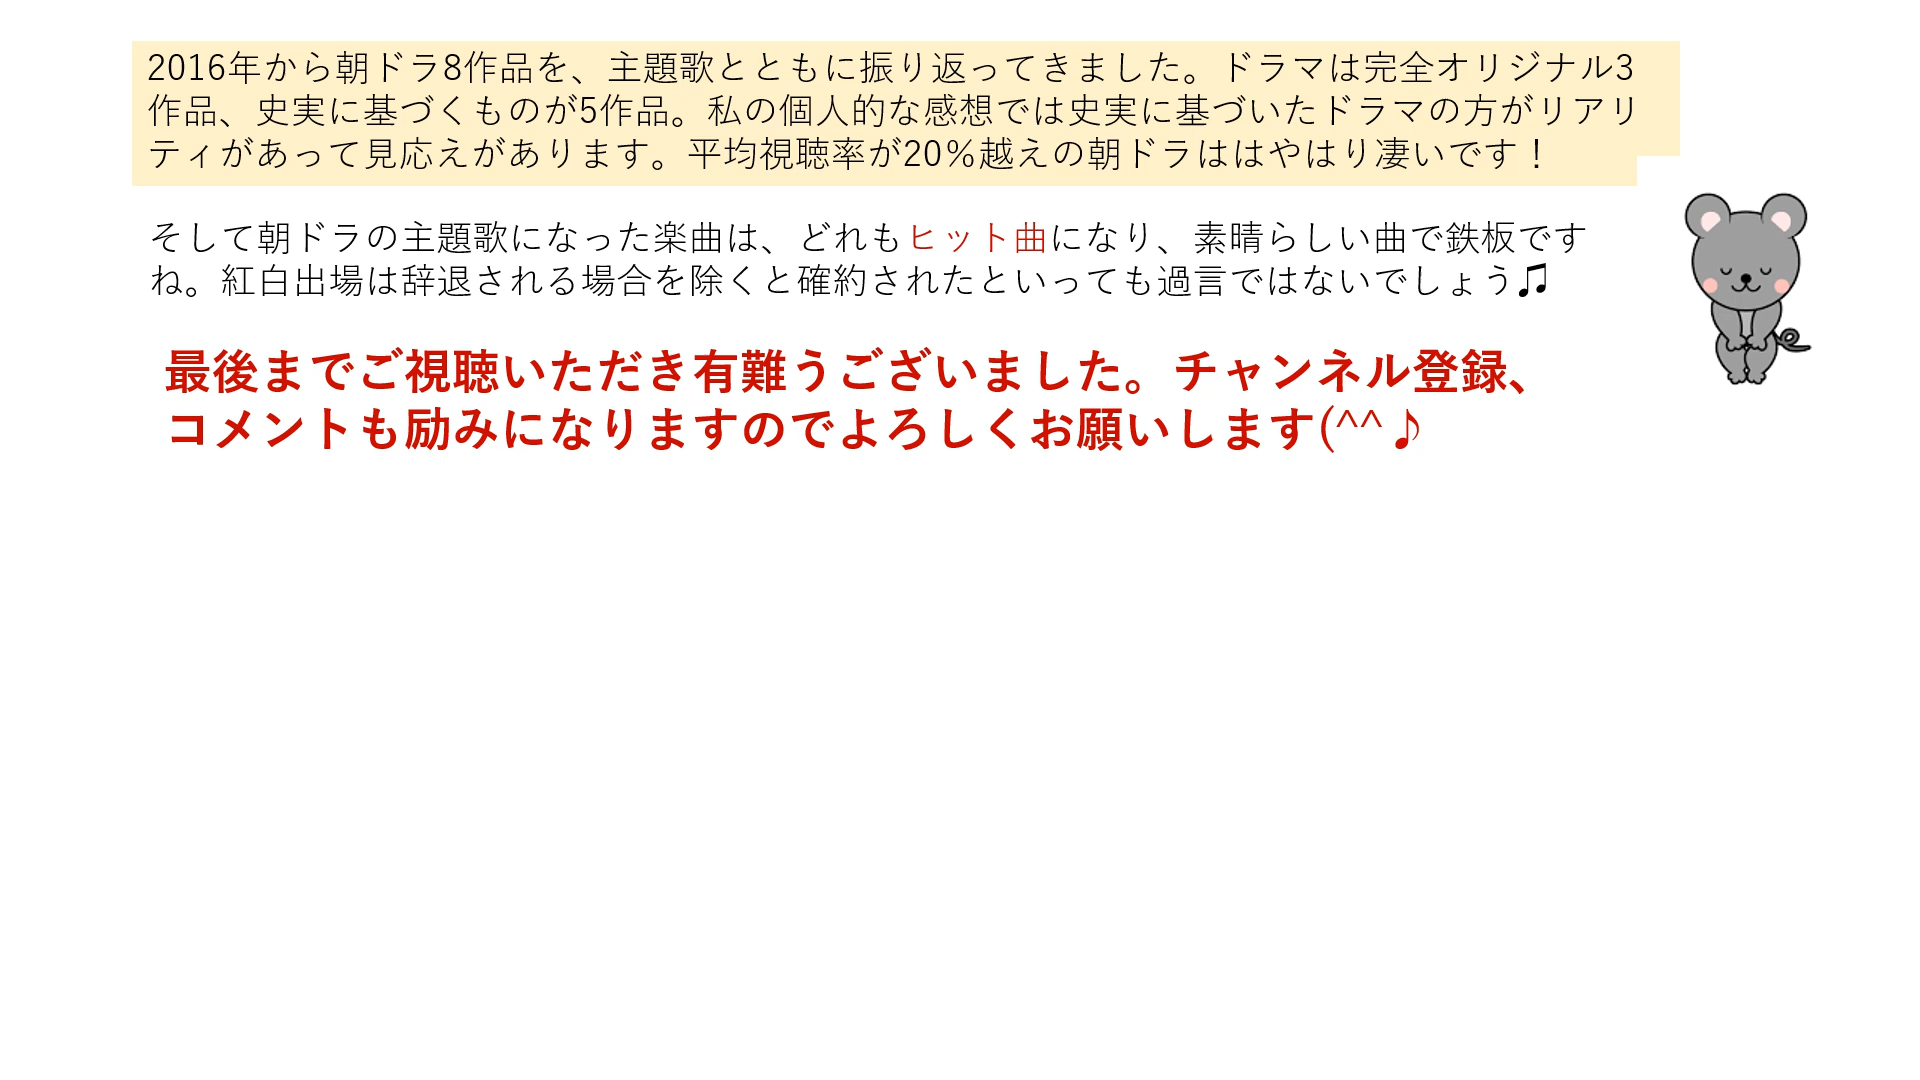 2016年から朝ドラ8作品を、主題歌とともに振り返ってきました。ドラマは完全オリジナル3
作品、史実に基づくものが5作品。私の個人的な感想では史実に基づいたドラマの方がリアリ
ティがあって見応えがあります。平均視聴率が20%越えの朝ドラははやはり凄いです！
そして朝ドラの主題歌になった楽曲は、どれもヒット曲になり、素晴らしい曲で鉄板です
ね。紅白出場は辞退される場合を除くと確約されたといっても過言ではないでしょう♫
最後までご視聴いただき有難うございました。チャンネル登録、
コメントも励みになりますのでよろしくお願いします(^^♪